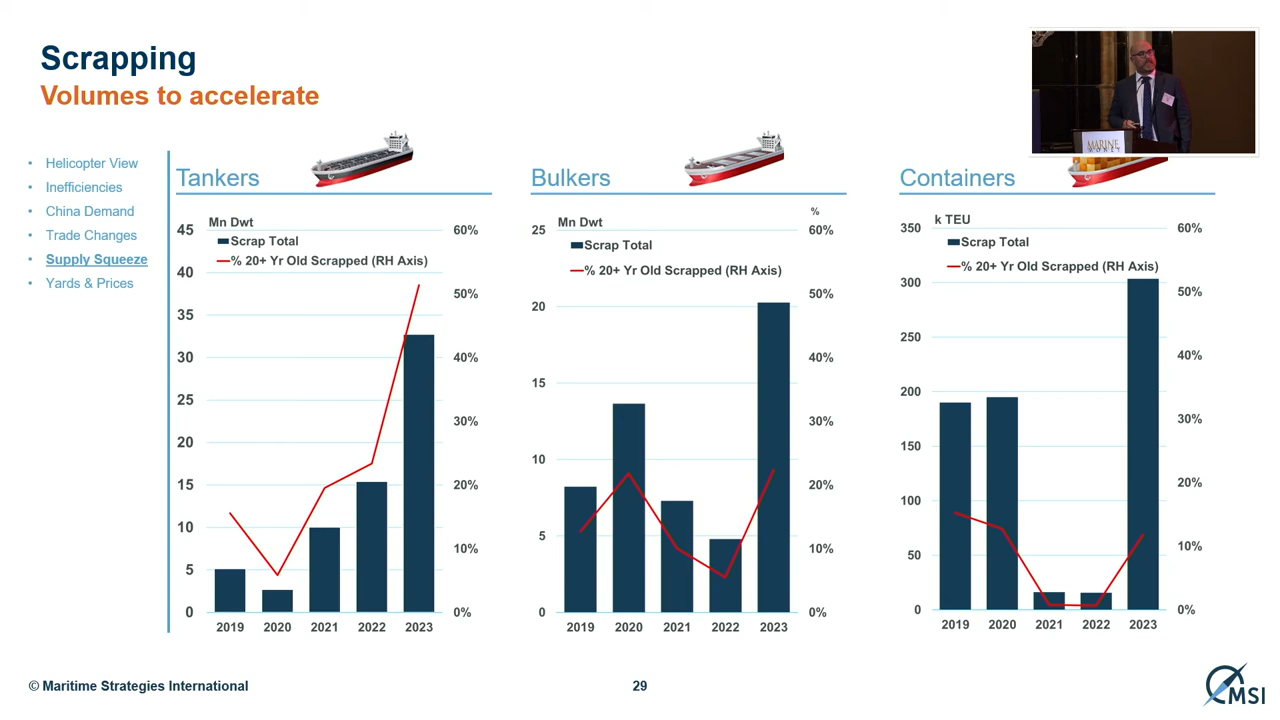 Scrapping
Volumes to accelerate
• Helicopter View
• Inefficiencies
• China Demand
• Trade Changes
• Supply Squeeze
• Yards & Prices
Tankers
Mn Dwt
Scrap Total
% 20+ Yr Old Scrapped (RH Axis)
45
40
35
30
25
20
15
10
5
0
60%
50%
40%
30%
20%
10%
0%
2019 2020 2021 2022 2023
Bulkers
Mn Dwt
%
Scrap Total
% 20+ Yr Old Scrapped (RH Axis)
25
20
15
10
5
0
60%
50%
40%
30%
20%
10%
0%
2019 2020 2021 2022 2023
Containers
k TEU
Scrap Total
% 20+ Yr Old Scrapped (RH Axis)
350
300
250
200
150
100
50
0
60%
50%
40%
30%
20%
10%
0%
2019 2020 2021 2022 2023
MARINE
MONEY
© Maritime Strategies International
29
MSI